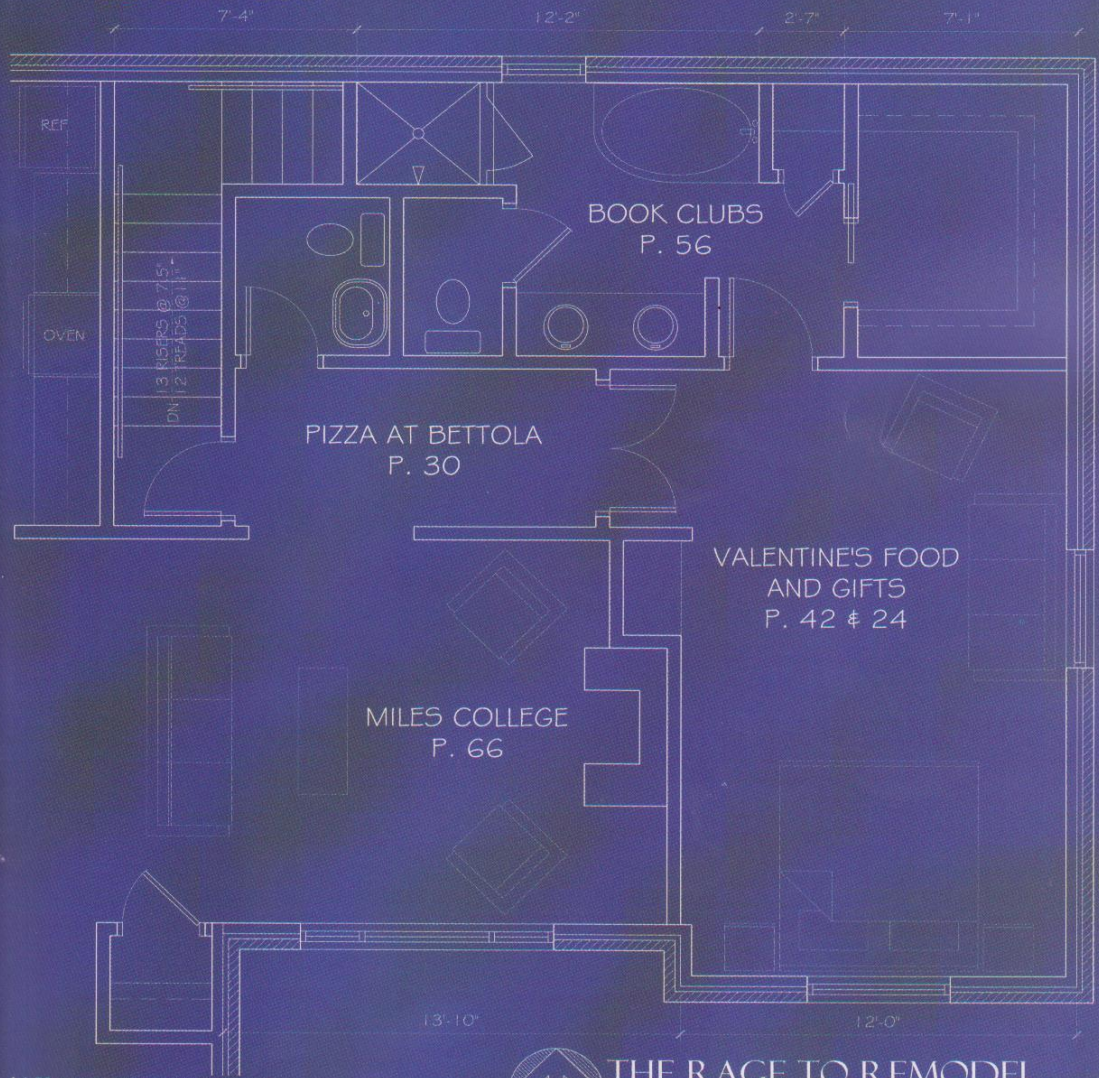 7'-4" 12'-2" 2'-7" 7'-1"
REF
BOOK CLUBS
P. 56
OVEN
DN 13 RISERS @ 7.5"
12 TREADS @ 11"
PIZZA AT BETTOLA
P. 30
VALENTINE'S FOOD
AND GIFTS
P. 42 & 24
MILES COLLEGE
P. 66
13'-10" 12'-0"
THE RAGE TO REMODEL